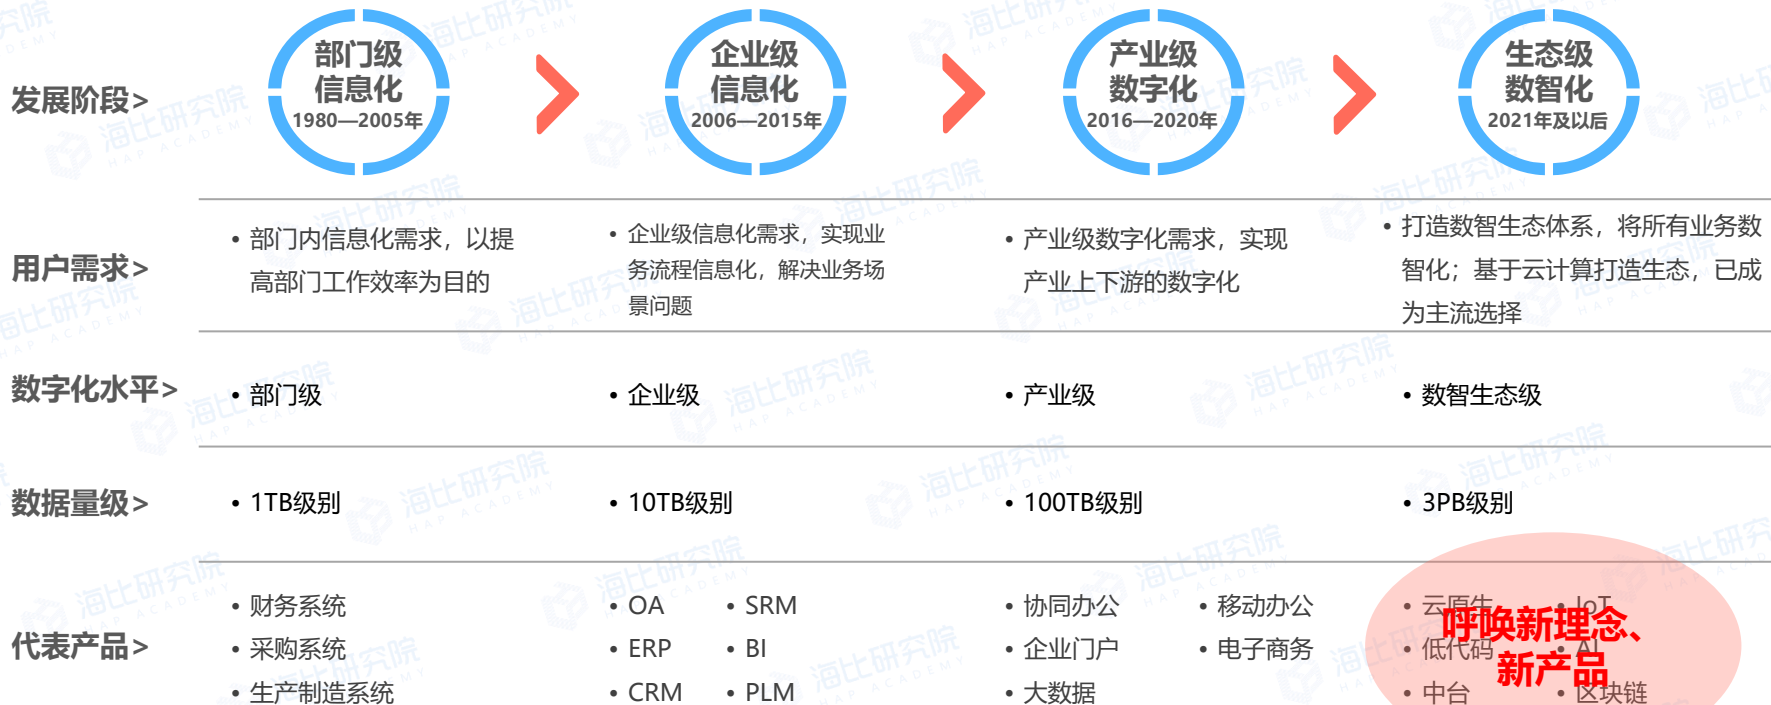 发展阶段>
部门级
信息化
1980—2005年
企业级
信息化
2006—2015年
产业级
数字化
2016—2020年
生态级
数智化
2021年及以后
用户需求>
• 部门内信息化需求，以提
高部门工作效率为目的
• 企业级信息化需求，实现业
务流程信息化，解决业务场
景问题
• 产业级数字化需求，实现
产业上下游的数字化
• 打造数智生态体系，将所有业务数
智化；基于云计算打造生态，已成
为主流选择
数字化水平>
• 部门级
• 企业级
• 产业级
• 数智生态级
数据量级>
• 1TB级别
• 10TB级别
• 100TB级别
• 3PB级别
代表产品>
• 财务系统
• 采购系统
• 生产制造系统
• OA
• ERP
• CRM
• SRM
• BI
• PLM
• 协同办公
• 企业门户
• 大数据
• 移动办公
• 电子商务
• 云原生
• 低代码
• 中台
• IoT
• AI
• 区块链
呼唤新理念、
新产品
海比研究院
HAP ACADEMY